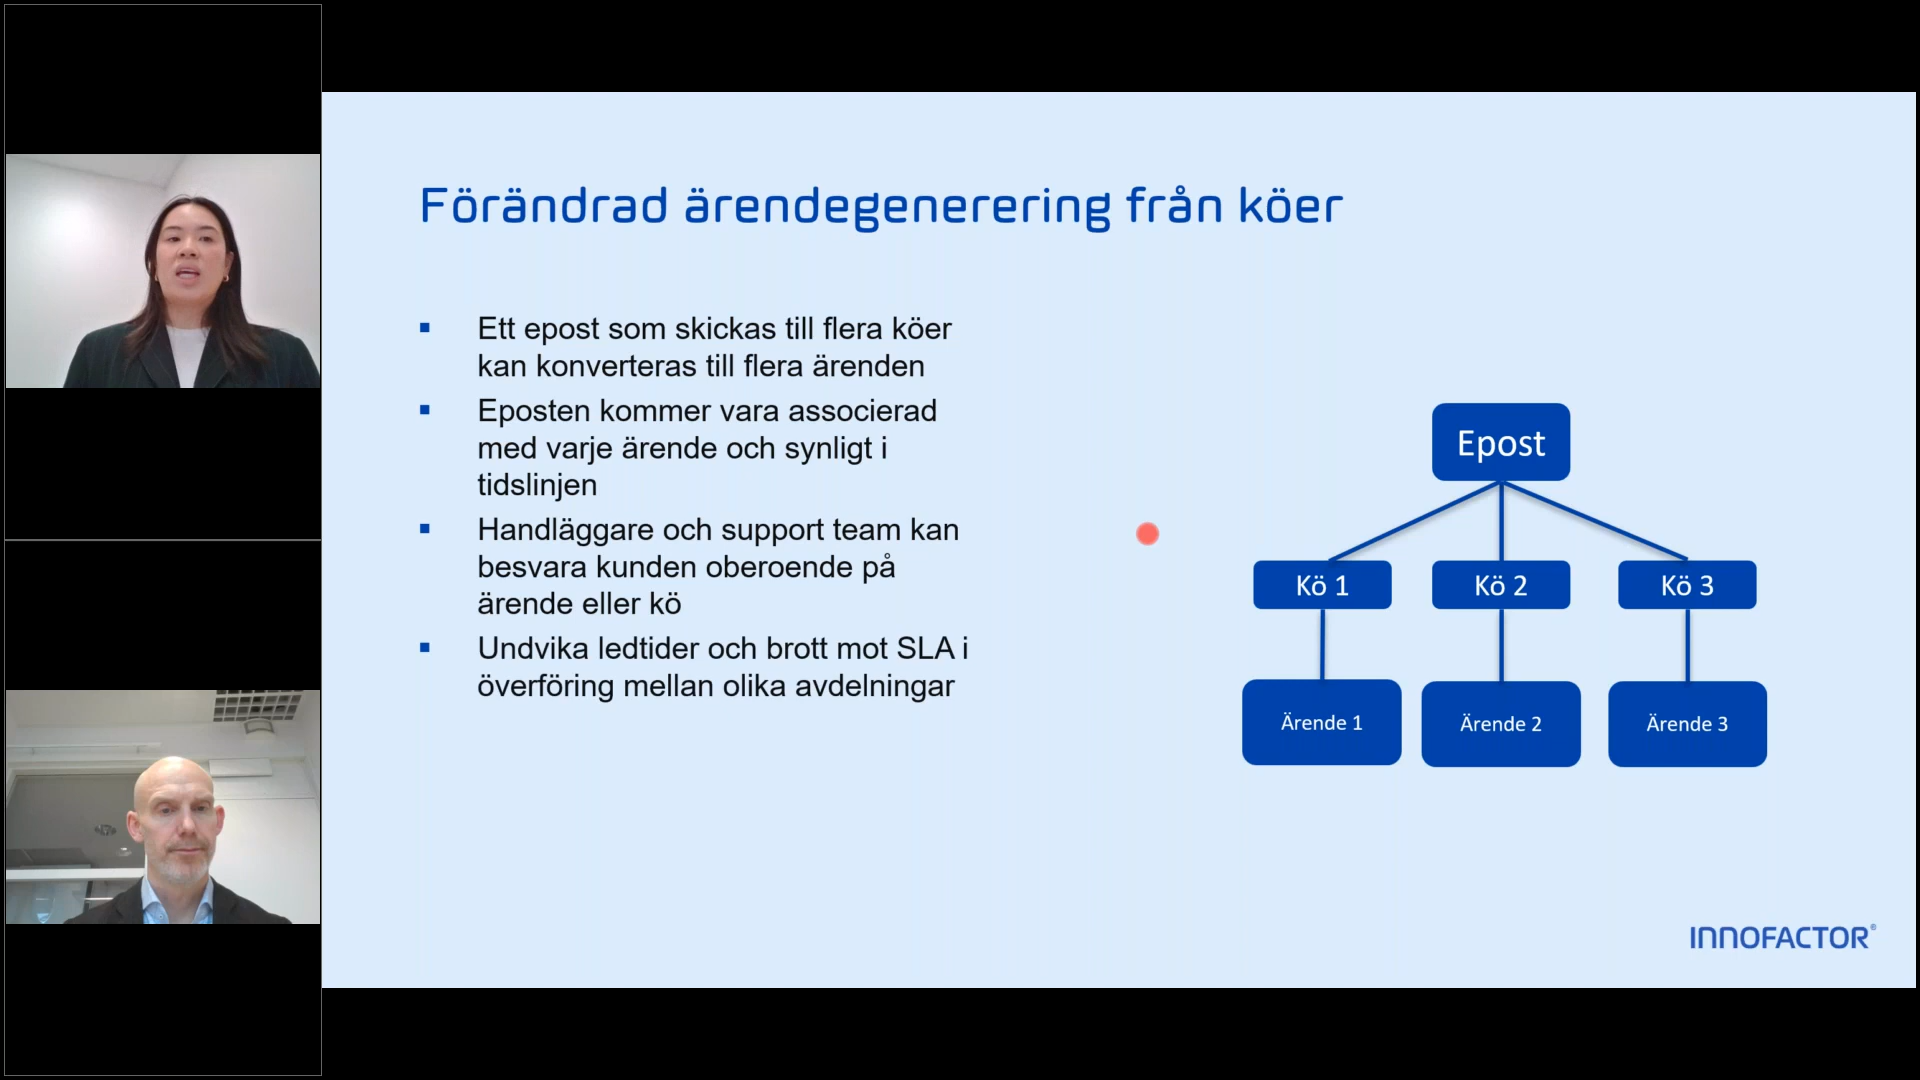 Förändrad ärendegenerering från köer
Ett epost som skickas till flera köer
kan konverteras till flera ärenden
Eposten kommer vara associerad
med varje ärende och synligt i
tidslinjen
Handläggare och support team kan
besvara kunden oberoende på
ärende eller kö
Undvika ledtider och brott mot SLA i
överföring mellan olika avdelningar
Epost
Kö 1
Kö 2
Kö 3
Ärende 1
Ärende 2
Ärende 3
INNOFACTOR®